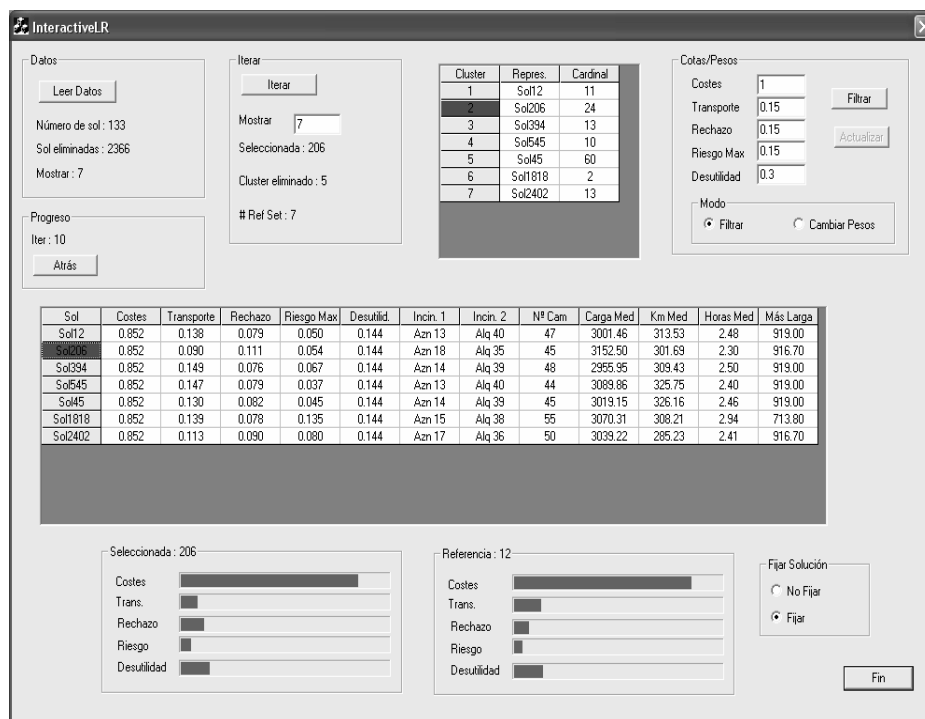 InteractiveLR
Datos
Leer Datos
Número de sol : 133
Sol eliminadas : 2366
Mostrar : 7
Progreso
Iter : 10
Atrás
Iterar
Iterar
Mostrar 7
Seleccionada : 206
Cluster eliminado : 5
# Ref Set : 7
Cluster Repres. Cardinal
1 Sol12 11
2 Sol206 24
3 Sol394 13
4 Sol545 10
5 Sol45 60
6 Sol1818 2
7 Sol2402 13
Cotas/Pesos
Costes 1
Transporte 0.15
Rechazo 0.15
Riesgo Max 0.15
Desutilidad 0.3
Filtrar
Actualizar
Modo
Filtrar Cambiar Pesos
Sol Costes Transporte Rechazo Riesgo Max Desutilid. Incin. 1 Incin. 2 Nº Cam Carga Med Km Med Horas Med Más Larga
Sol12 0.852 0.138 0.079 0.050 0.144 Azn 13 Alq 40 47 3001.46 313.53 2.48 919.00
Sol206 0.852 0.090 0.111 0.054 0.144 Azn 18 Alq 35 45 3152.50 301.69 2.30 916.70
Sol394 0.852 0.149 0.076 0.067 0.144 Azn 14 Alq 39 48 2955.95 309.43 2.50 919.00
Sol545 0.852 0.147 0.079 0.037 0.144 Azn 13 Alq 40 44 3089.86 325.75 2.40 919.00
Sol45 0.852 0.130 0.082 0.045 0.144 Azn 14 Alq 39 45 3019.15 326.16 2.46 919.00
Sol1818 0.852 0.139 0.078 0.135 0.144 Azn 15 Alq 38 55 3070.31 308.21 2.94 713.80
Sol2402 0.852 0.113 0.090 0.080 0.144 Azn 17 Alq 36 50 3039.22 285.23 2.41 916.70
Seleccionada : 206
Costes
Trans.
Rechazo
Riesgo
Desutilidad
Referencia : 12
Costes
Trans.
Rechazo
Riesgo
Desutilidad
Fijar Solución
No Fijar
Fijar
Fin